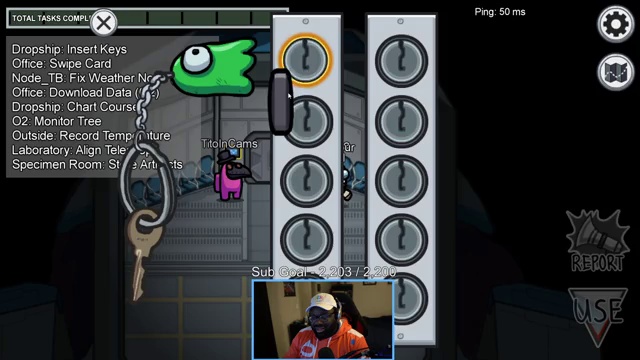 TOTAL TASKS COMPL
Ping: 50 ms
Dropship: Insert Keys
Office: Swipe Card
Node_TB: Fix Weather No
Office: Download Data
Dropship: Chart Course
O2: Monitor Tree
Outside: Record Temperature
Laboratory: Align Tele
Specimen Room: Artifacts
TitoInCams
REPORT
USE
Sub Goal - 2,203 / 2,200